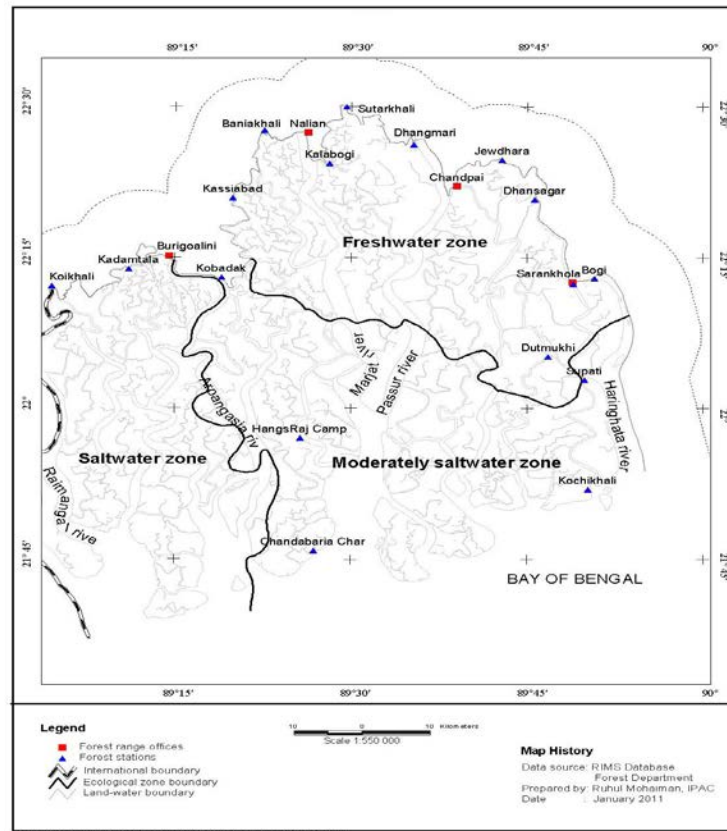 89°15'
89°30'
89°45'
90°
22°30'
Sutarkhali
Baniakhali
Nalian
Dhangmari
Kalabogi
Jewdhara
Chandpai
Kassiabad
Dhansagar
Freshwater zone
22°15'
Burigoalini
Kadamtala
Koikhali
Kobadak
Sarankhola
Bogi
Marjat river
Passur river
Dutmukhi
Supati
Haringhata river
22°
Arpangasia riv
HangsRaj Camp
Saltwater zone
Moderately saltwater zone
Kochikhali
21°45'
Chandabaria Char
BAY OF BENGAL
89°15'
89°30'
89°45'
90°
Legend
Forest range offices
Forest stations
International boundary
Ecological zone boundary
Land-water boundary
10 0 10 Kilometers
Scale 1:550 000
Map History
Data source: RIMS Database
Forest Department
Prepared by: Ruhul Mohaiman, IPAC
Date : January 2011